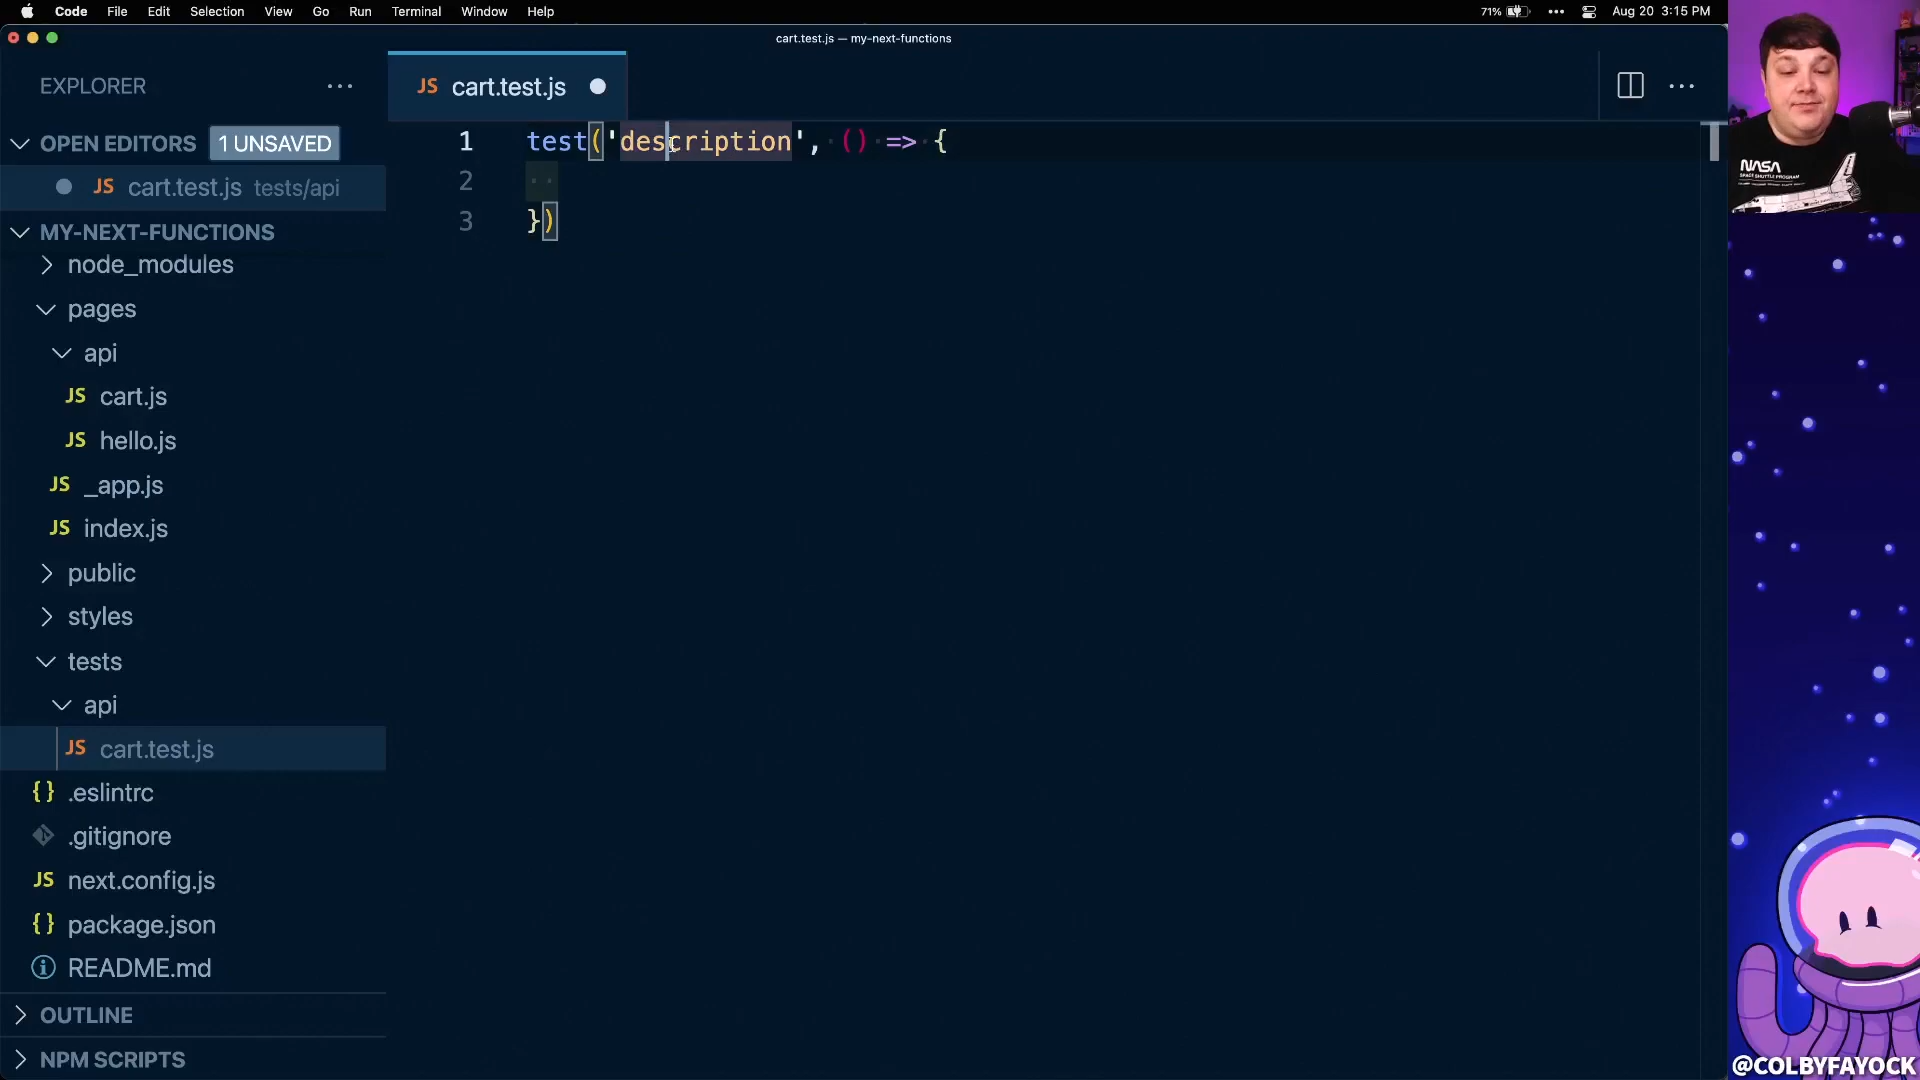 Code File Edit Selection View Go Run Terminal Window Help 71% Aug 20 3:15 PM
cart.test.js — my-next-functions
EXPLORER
JS cart.test.js
OPEN EDITORS 1 UNSAVED
JS cart.test.js tests/api
MY-NEXT-FUNCTIONS
node_modules
pages
api
JS cart.js
JS hello.js
JS _app.js
JS index.js
public
styles
tests
api
JS cart.test.js
{} .eslintrc
.gitignore
JS next.config.js
{} package.json
README.md
OUTLINE
NPM SCRIPTS
1 test('description', () => {
2
3 })
NASA
SPACE SHUTTLE PROGRAM
@COLBYFAYOCK